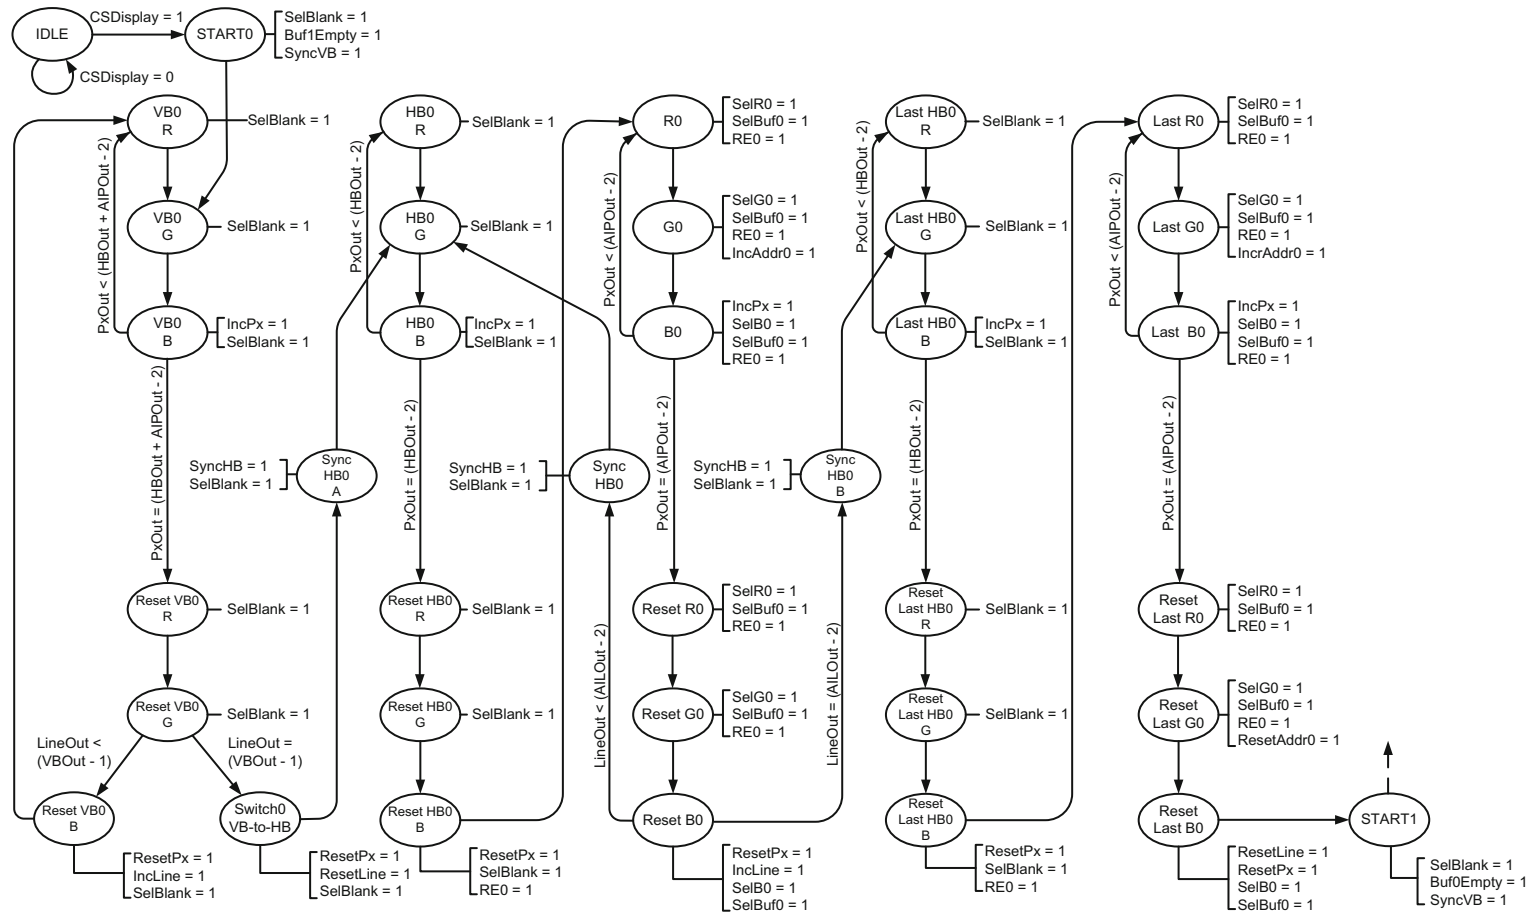 IDLE
CSDisplay = 1
START0
SelBlank = 1
Buf1Empty = 1
SyncVB = 1
CSDisplay = 0
VB0
R
SelBlank = 1
PxOut < (HBOut + AIPOut - 2)
VB0
G
SelBlank = 1
VB0
B
IncPx = 1
SelBlank = 1
PxOut = (HBOut + AIPOut - 2)
Reset VB0
R
SelBlank = 1
Reset VB0
G
SelBlank = 1
LineOut <
(VBOut - 1)
LineOut =
(VBOut - 1)
Reset VB0
B
ResetPx = 1
IncLine = 1
SelBlank = 1
Switch0
VB-to-HB
ResetPx = 1
ResetLine = 1
SelBlank = 1
SyncHB = 1
SelBlank = 1
Sync
HB0
A
HB0
R
SelBlank = 1
PxOut < (HBOut - 2)
HB0
G
SelBlank = 1
HB0
B
IncPx = 1
SelBlank = 1
PxOut = (HBOut - 2)
Reset HB0
R
SelBlank = 1
Reset HB0
G
SelBlank = 1
Reset HB0
B
ResetPx = 1
SelBlank = 1
RE0 = 1
SyncHB = 1
SelBlank = 1
Sync
HB0
R0
SelR0 = 1
SelBuf0 = 1
RE0 = 1
PxOut < (AIPOut - 2)
G0
SelG0 = 1
SelBuf0 = 1
RE0 = 1
IncAddr0 = 1
B0
IncPx = 1
SelB0 = 1
SelBuf0 = 1
RE0 = 1
PxOut = (AIPOut - 2)
Reset R0
SelR0 = 1
SelBuf0 = 1
RE0 = 1
Reset G0
SelG0 = 1
SelBuf0 = 1
RE0 = 1
LineOut < (AILOut - 2)
Reset B0
LineOut = (AILOut - 2)
ResetPx = 1
IncLine = 1
SelB0 = 1
SelBuf0 = 1
SyncHB = 1
SelBlank = 1
Sync
HB0
B
Last HB0
R
SelBlank = 1
PxOut < (HBOut - 2)
Last HB0
G
SelBlank = 1
Last HB0
B
IncPx = 1
SelBlank = 1
PxOut = (HBOut - 2)
Reset
Last HB0
R
SelBlank = 1
Reset
Last HB0
G
SelBlank = 1
Reset
Last HB0
B
ResetPx = 1
SelBlank = 1
RE0 = 1
Last R0
SelR0 = 1
SelBuf0 = 1
RE0 = 1
PxOut < (AIPOut - 2)
Last G0
SelG0 = 1
SelBuf0 = 1
RE0 = 1
IncrAddr0 = 1
Last B0
IncPx = 1
SelB0 = 1
SelBuf0 = 1
RE0 = 1
PxOut = (AIPOut - 2)
Reset
Last R0
SelR0 = 1
SelBuf0 = 1
RE0 = 1
Reset
Last G0
SelG0 = 1
SelBuf0 = 1
RE0 = 1
ResetAddr0 = 1
Reset
Last B0
ResetLine = 1
ResetPx = 1
SelB0 = 1
SelBuf0 = 1
START1
SelBlank = 1
Buf0Empty = 1
SyncVB = 1